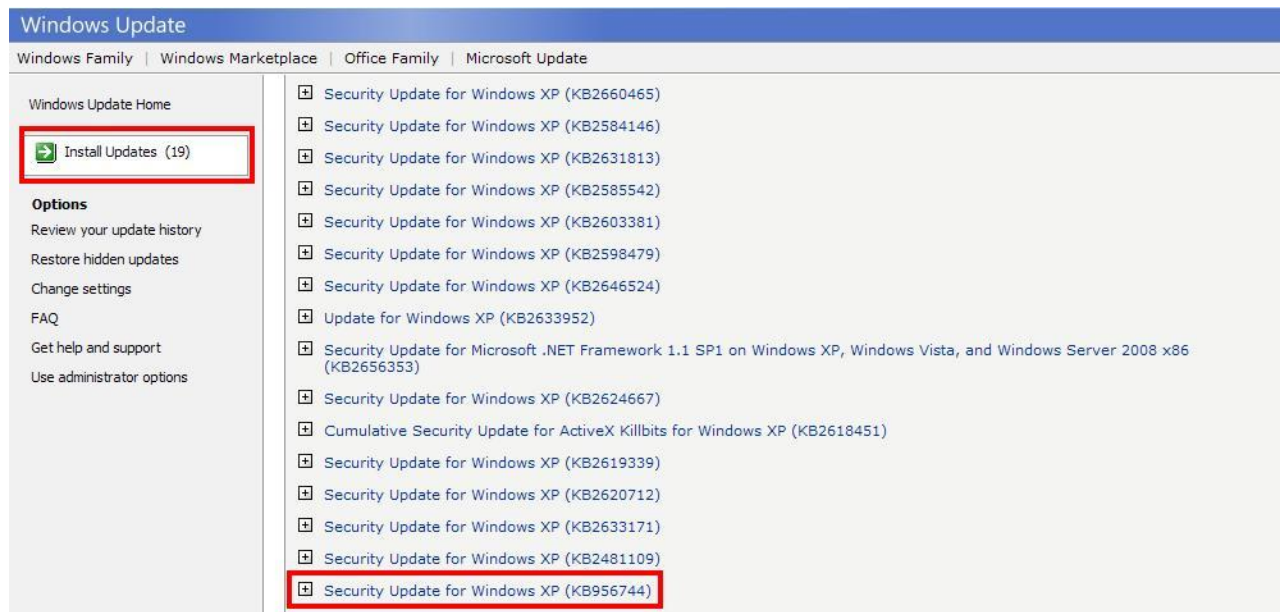 Windows Update
Windows Family | Windows Marketplace | Office Family | Microsoft Update
Windows Update Home
Install Updates (19)
Options
Review your update history
Restore hidden updates
Change settings
FAQ
Get help and support
Use administrator options
Security Update for Windows XP (KB2660465)
Security Update for Windows XP (KB2584146)
Security Update for Windows XP (KB2631813)
Security Update for Windows XP (KB2585542)
Security Update for Windows XP (KB2603381)
Security Update for Windows XP (KB2598479)
Security Update for Windows XP (KB2646524)
Update for Windows XP (KB2633952)
Security Update for Microsoft .NET Framework 1.1 SP1 on Windows XP, Windows Vista, and Windows Server 2008 x86
(KB2656353)
Security Update for Windows XP (KB2624667)
Cumulative Security Update for ActiveX Killbits for Windows XP (KB2618451)
Security Update for Windows XP (KB2619339)
Security Update for Windows XP (KB2620712)
Security Update for Windows XP (KB2633171)
Security Update for Windows XP (KB2481109)
Security Update for Windows XP (KB956744)